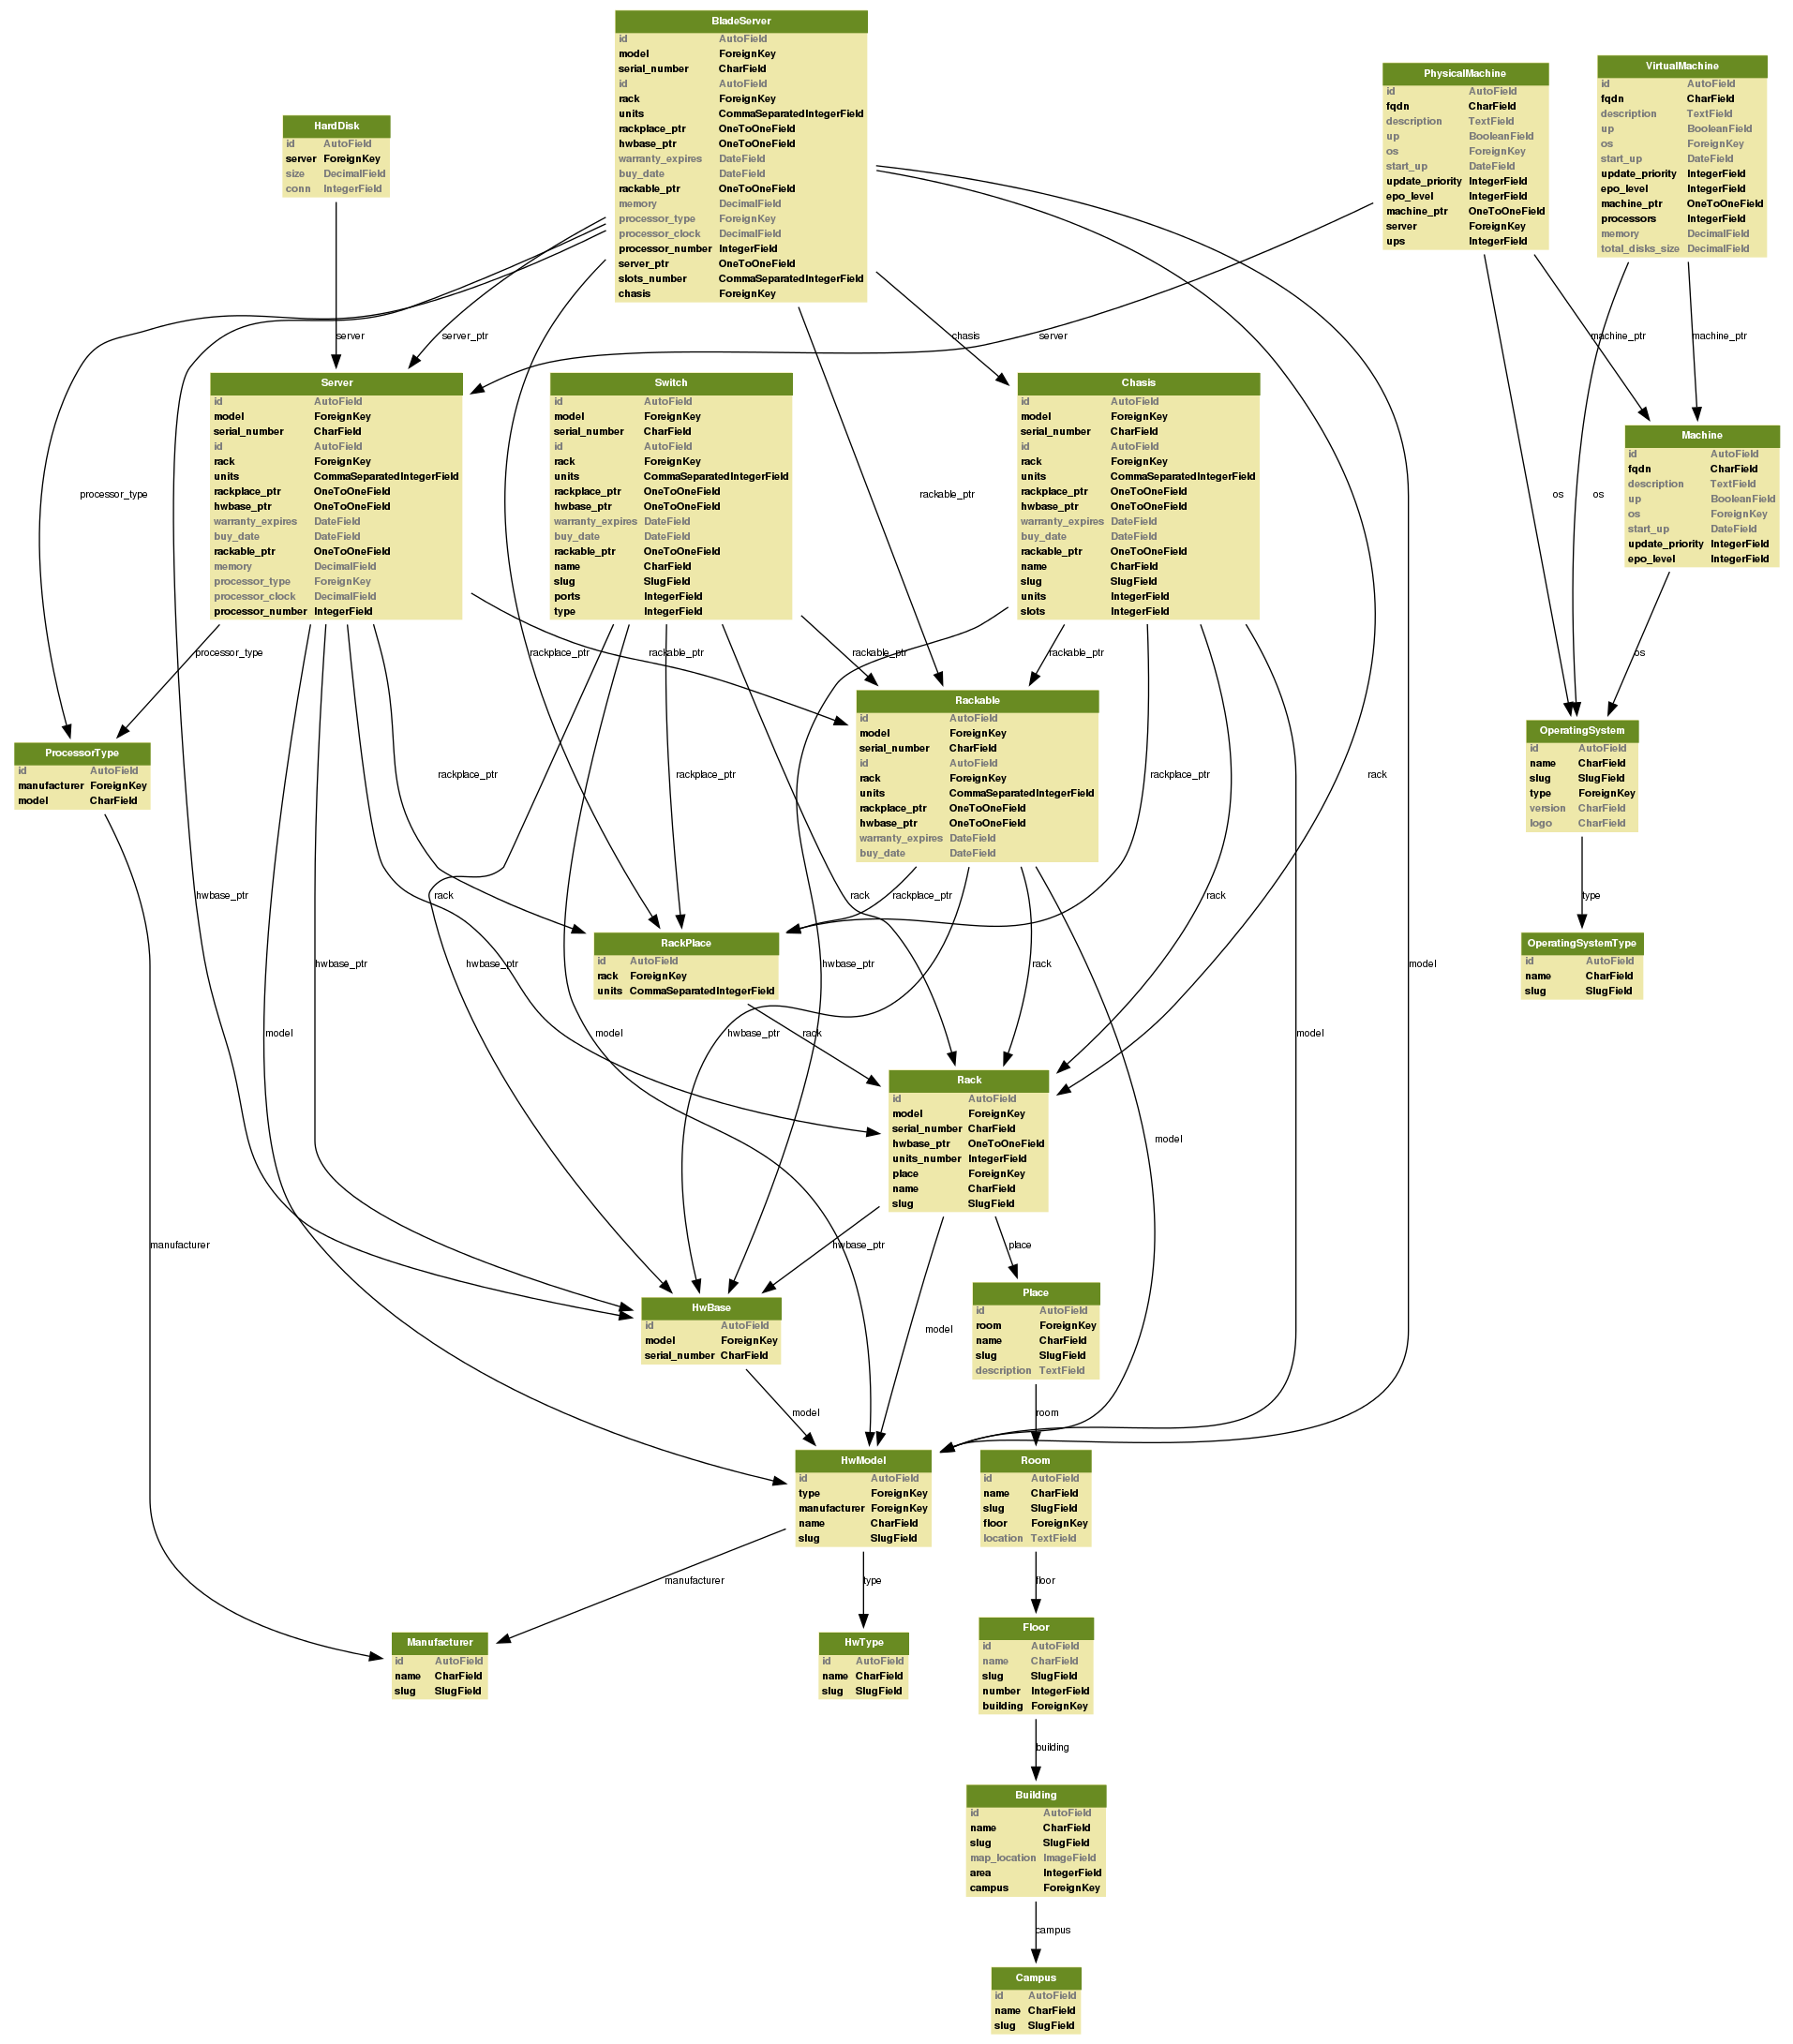 BladeServer
id AutoField
model ForeignKey
serial_number CharField
id AutoField
rack ForeignKey
units CommaSeparatedIntegerField
rackplace_ptr OneToOneField
hwbase_ptr OneToOneField
warranty_expires DateField
buy_date DateField
rackable_ptr OneToOneField
memory DecimalField
processor_type ForeignKey
processor_clock DecimalField
processor_number IntegerField
server_ptr OneToOneField
slots_number CommaSeparatedIntegerField
chasis ForeignKey
PhysicalMachine
id AutoField
fqdn CharField
description TextField
up BooleanField
os ForeignKey
start_up DateField
update_priority IntegerField
epo_level IntegerField
machine_ptr OneToOneField
server ForeignKey
ups IntegerField
VirtualMachine
id AutoField
fqdn CharField
description TextField
up BooleanField
os ForeignKey
start_up DateField
update_priority IntegerField
epo_level IntegerField
machine_ptr OneToOneField
processors IntegerField
memory DecimalField
total_disks_size DecimalField
HardDisk
id AutoField
server ForeignKey
size DecimalField
conn IntegerField
server
server_ptr
chasis
server
machine_ptr
machine_ptr
Server
id AutoField
model ForeignKey
serial_number CharField
id AutoField
rack ForeignKey
units CommaSeparatedIntegerField
rackplace_ptr OneToOneField
hwbase_ptr OneToOneField
warranty_expires DateField
buy_date DateField
rackable_ptr OneToOneField
memory DecimalField
processor_type ForeignKey
processor_clock DecimalField
processor_number IntegerField
Switch
id AutoField
model ForeignKey
serial_number CharField
id AutoField
rack ForeignKey
units CommaSeparatedIntegerField
rackplace_ptr OneToOneField
hwbase_ptr OneToOneField
warranty_expires DateField
buy_date DateField
rackable_ptr OneToOneField
name CharField
slug SlugField
ports IntegerField
type IntegerField
Chasis
id AutoField
model ForeignKey
serial_number CharField
id AutoField
rack ForeignKey
units CommaSeparatedIntegerField
rackplace_ptr OneToOneField
hwbase_ptr OneToOneField
warranty_expires DateField
buy_date DateField
rackable_ptr OneToOneField
name CharField
slug SlugField
units IntegerField
slots IntegerField
Machine
id AutoField
fqdn CharField
description TextField
up BooleanField
os ForeignKey
start_up DateField
update_priority IntegerField
epo_level IntegerField
processor_type
rackable_ptr
os
os
processor_type
rackplace_ptr
rackable_ptr
rackable_ptr
rackable_ptr
os
Rackable
id AutoField
model ForeignKey
serial_number CharField
id AutoField
rack ForeignKey
units CommaSeparatedIntegerField
rackplace_ptr OneToOneField
hwbase_ptr OneToOneField
warranty_expires DateField
buy_date DateField
OperatingSystem
id AutoField
name CharField
slug SlugField
type ForeignKey
version CharField
logo CharField
ProcessorType
id AutoField
manufacturer ForeignKey
model CharField
rackplace_ptr
rackplace_ptr
rackplace_ptr
rack
hwbase_ptr
rack
rack
rackplace_ptr
rack
type
RackPlace
id AutoField
rack ForeignKey
units CommaSeparatedIntegerField
OperatingSystemType
id AutoField
name CharField
slug SlugField
hwbase_ptr
hwbase_ptr
hwbase_ptr
rack
model
model
model
hwbase_ptr
rack
model
Rack
id AutoField
model ForeignKey
serial_number CharField
hwbase_ptr OneToOneField
units_number IntegerField
place ForeignKey
name CharField
slug SlugField
model
manufacturer
hwbase_ptr
place
Place
id AutoField
room ForeignKey
name CharField
slug SlugField
description TextField
HwBase
id AutoField
model ForeignKey
serial_number CharField
model
model
room
HwModel
id AutoField
type ForeignKey
manufacturer ForeignKey
name CharField
slug SlugField
Room
id AutoField
name CharField
slug SlugField
floor ForeignKey
location TextField
manufacturer
type
floor
Manufacturer
id AutoField
name CharField
slug SlugField
HwType
id AutoField
name CharField
slug SlugField
Floor
id AutoField
name CharField
slug SlugField
number IntegerField
building ForeignKey
building
Building
id AutoField
name CharField
slug SlugField
map_location ImageField
area IntegerField
campus ForeignKey
campus
Campus
id AutoField
name CharField
slug SlugField